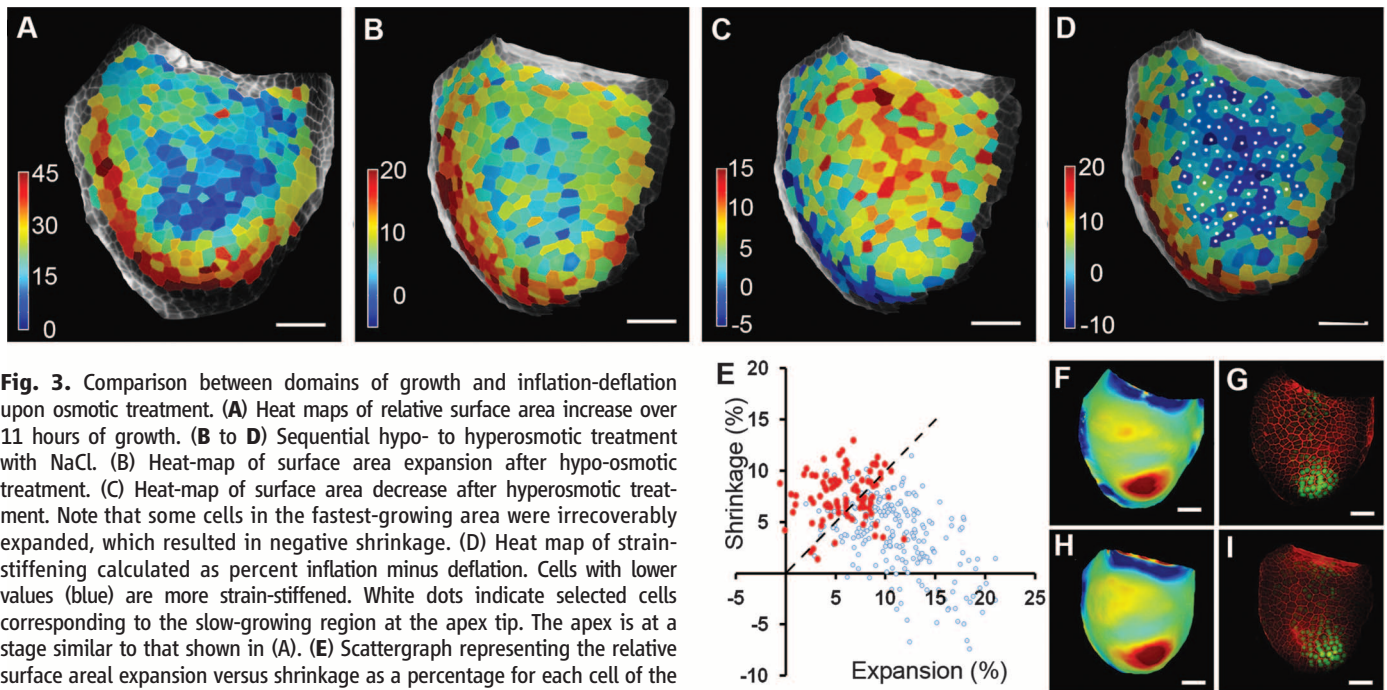 A
B
C
D
45
30
15
0
20
10
0
15
10
5
0
-5
20
10
0
-10
Fig. 3. Comparison between domains of growth and inflation-deflation
upon osmotic treatment. (A) Heat maps of relative surface area increase over
11 hours of growth. (B to D) Sequential hypo- to hyperosmotic treatment
with NaCl. (B) Heat-map of surface area expansion after hypo-osmotic
treatment. (C) Heat-map of surface area decrease after hyperosmotic treat-
ment. Note that some cells in the fastest-growing area were irrecoverably
expanded, which resulted in negative shrinkage. (D) Heat map of strain-
stiffening calculated as percent inflation minus deflation. Cells with lower
values (blue) are more strain-stiffened. White dots indicate selected cells
corresponding to the slow-growing region at the apex tip. The apex is at a
stage similar to that shown in (A). (E) Scattergraph representing the relative
surface areal expansion versus shrinkage as a percentage for each cell of the
E
20
15
10
5
-5
-10
Shrinkage (%)
-5
5
10
15
20
25
Expansion (%)
F
G
H
I